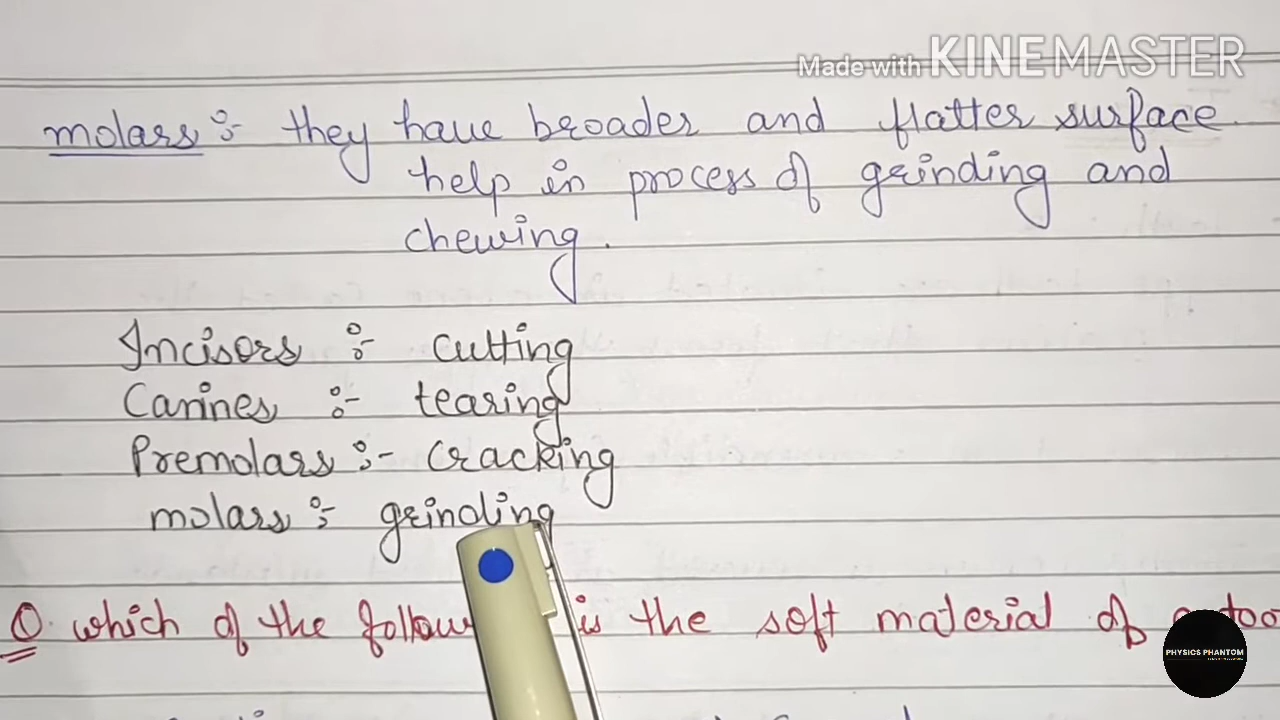 Made with KINEMASTER
molars :- they have broader and flatter surface.
help in process of grinding and
chewing.
Incisors :- cutting
Canines :- tearing
Premolars :- cracking
molars :- grinding
Q. which of the is the soft material of
PHYSICS PHANTOM